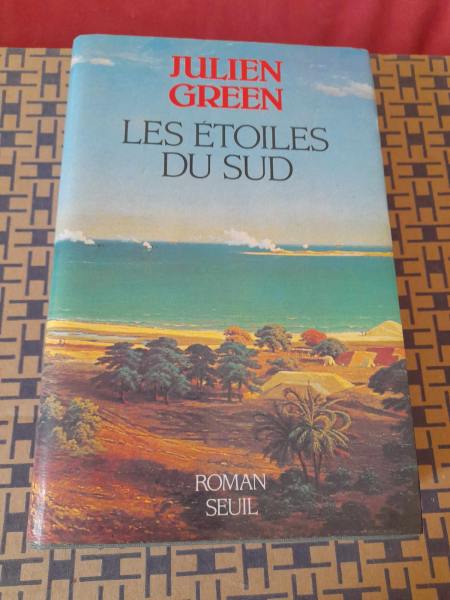 JULIEN
GREEN
LES ÉTOILES
DU SUD
ROMAN
SEUIL